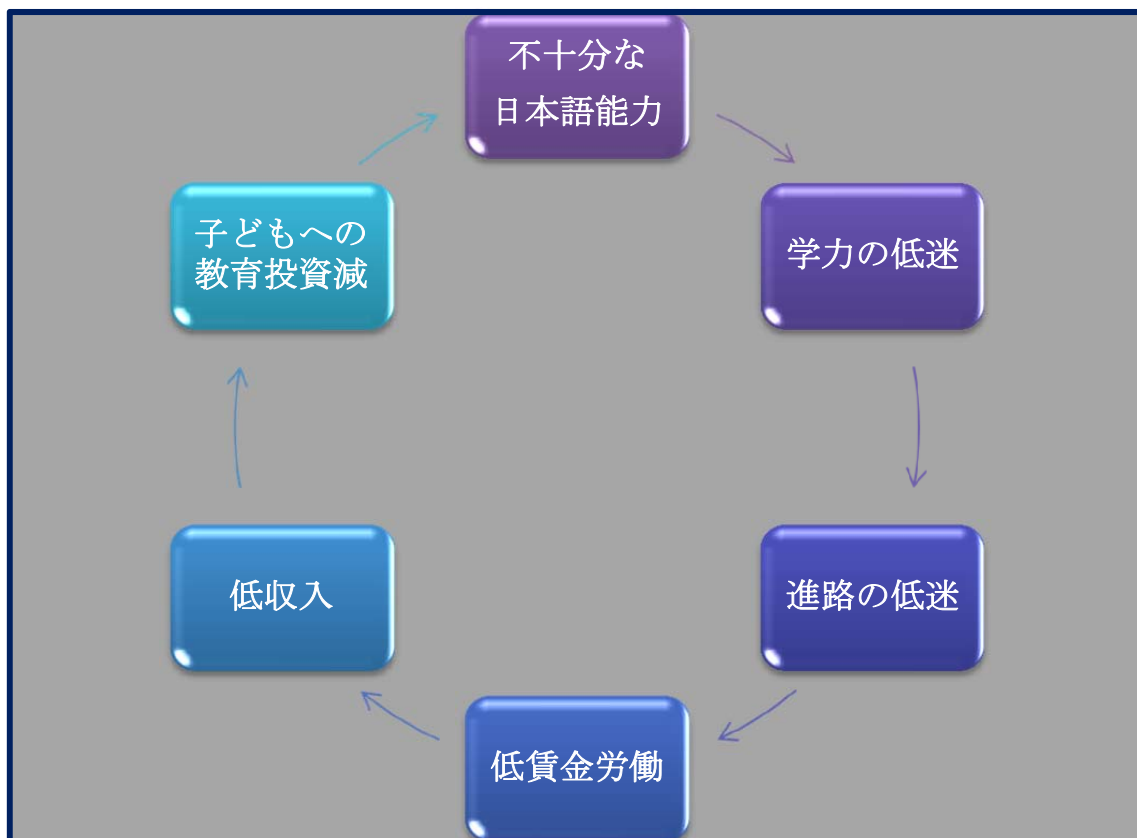 不十分な
日本語能力
学力の低迷
進路の低迷
低賃金労働
低収入
子どもへの
教育投資減